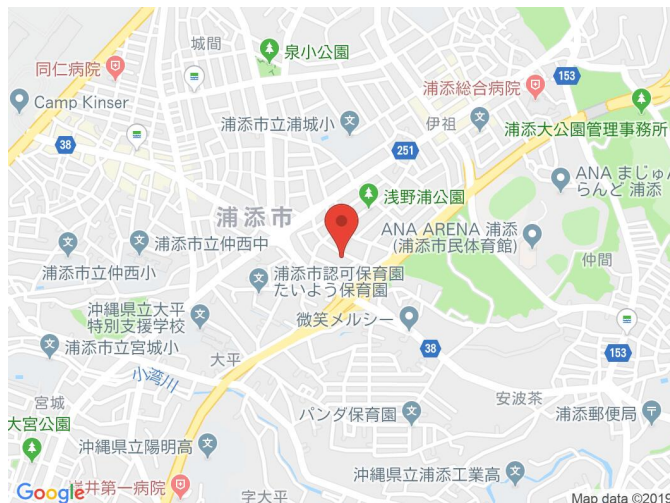 城間
泉小公園
同仁病院
153
浦添総合病院
Camp Kinser
浦添市立浦城小
伊祖
浦添大公園管理事務所
38
251
浅野浦公園
ANA まじゅん
らんど 浦添
浦添市
ANA ARENA 浦添
(浦添市民体育館)
浦添市立仲西中
仲間
浦添市立仲西小
浦添市認可保育園
たいよう保育園
沖縄県立大平
特別支援学校
微笑メルシー
浦添市立宮城小
38
153
大平
小湾川
安波茶
宮城
パンダ保育園
浦添郵便局
大宮公園
沖縄県立陽明高
沖縄県立浦添工業高
井第一病院
字大平
Google
Map data ©2019